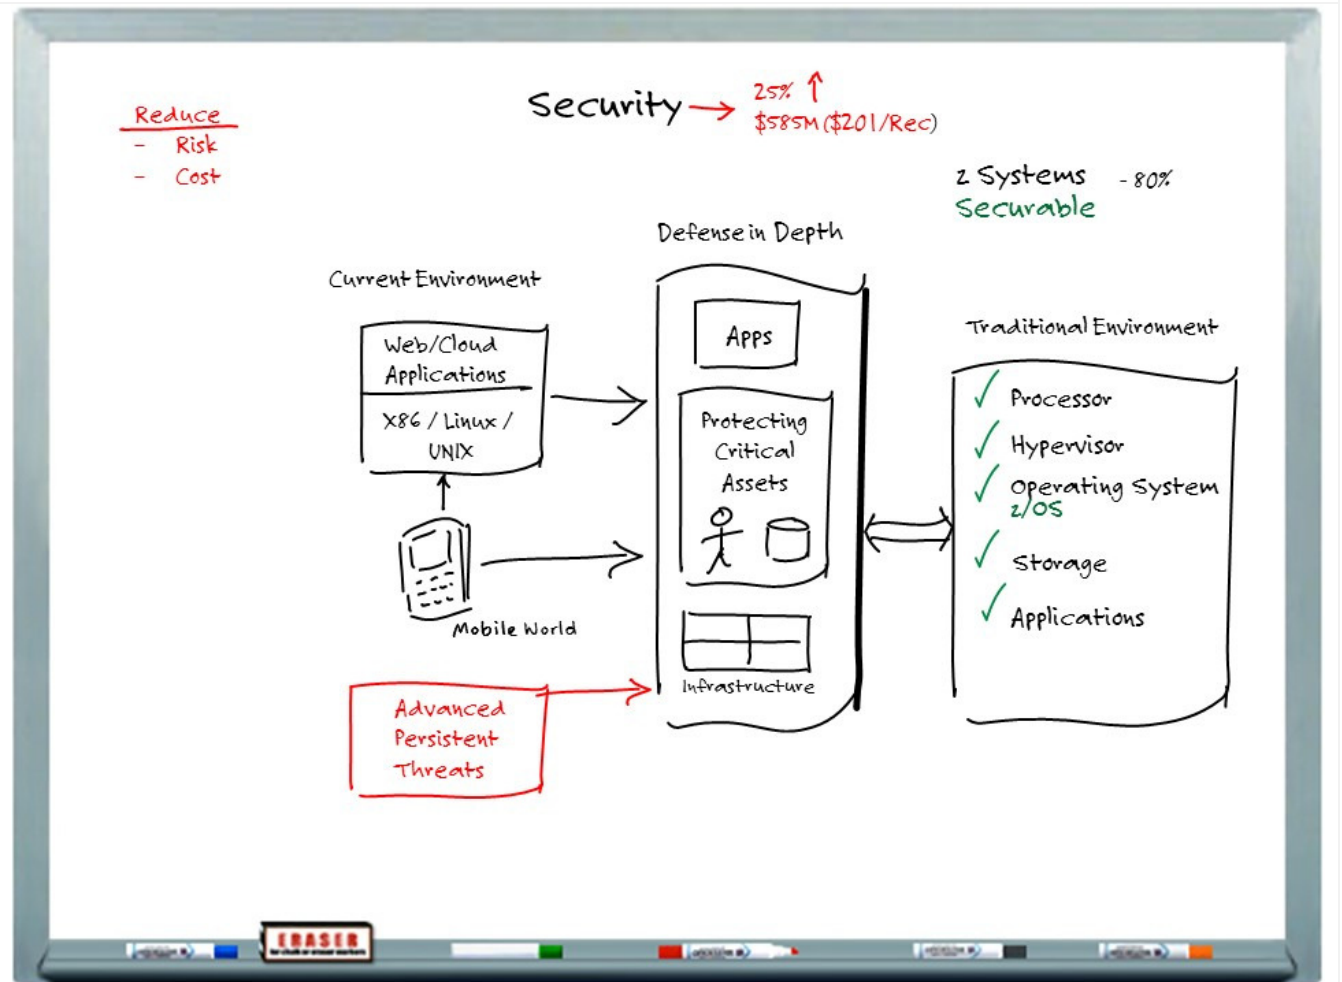 Security → 25% ↑
$585M ($201/Rec)
Reduce
- Risk
- Cost
z Systems - 80%
Securable
Defense in Depth
Current Environment
Web/Cloud
Applications
X86 / Linux /
UNIX
Mobile World
Advanced
Persistent
Threats
Apps
Protecting
Critical
Assets
Infrastructure
Traditional Environment
✓ Processor
✓ Hypervisor
✓ Operating System
z/OS
✓ Storage
✓ Applications
ERASER